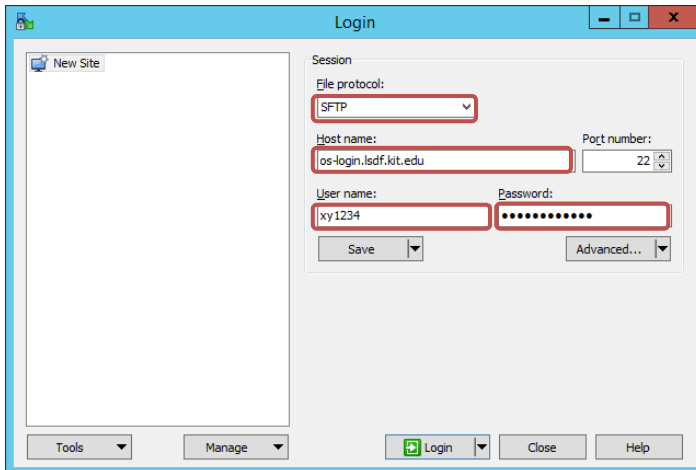 Login
New Site
Session
File protocol:
SFTP
Host name:
Port number:
os-login.lsdf.kit.edu
22
User name:
Password:
xy1234
●●●●●●●●●●●●
Save
Advanced...
Tools
Manage
Login
Close
Help